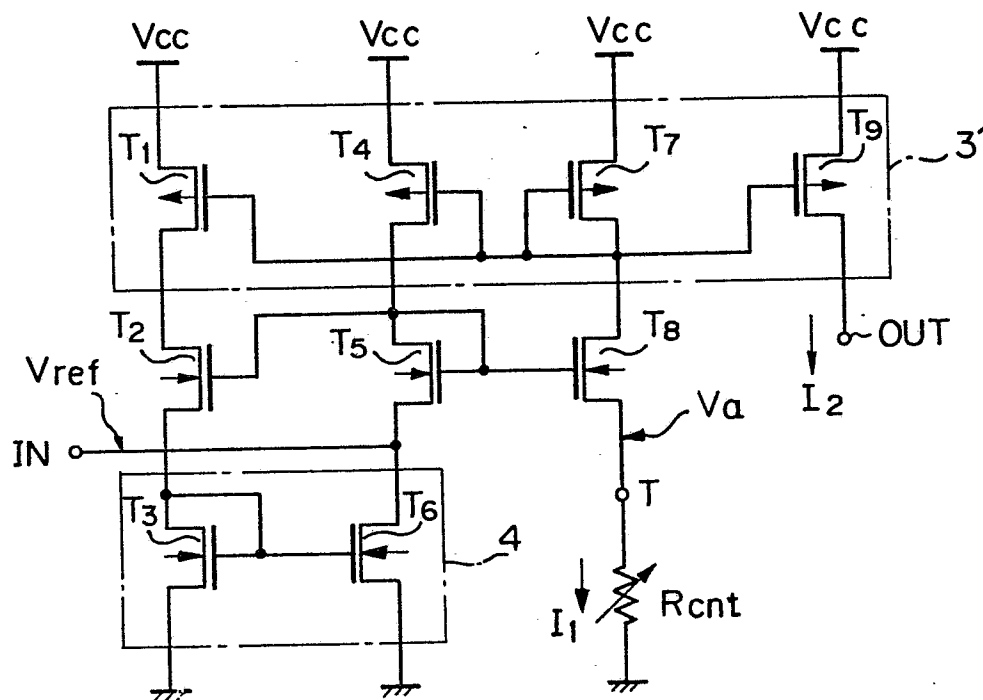 Vcc Vcc Vcc Vcc
T1 T4 T7 T9 3'
T2 T5 T8 OUT
Vref I2
Va
IN
T
T3 T6 4
I1 Rcnt